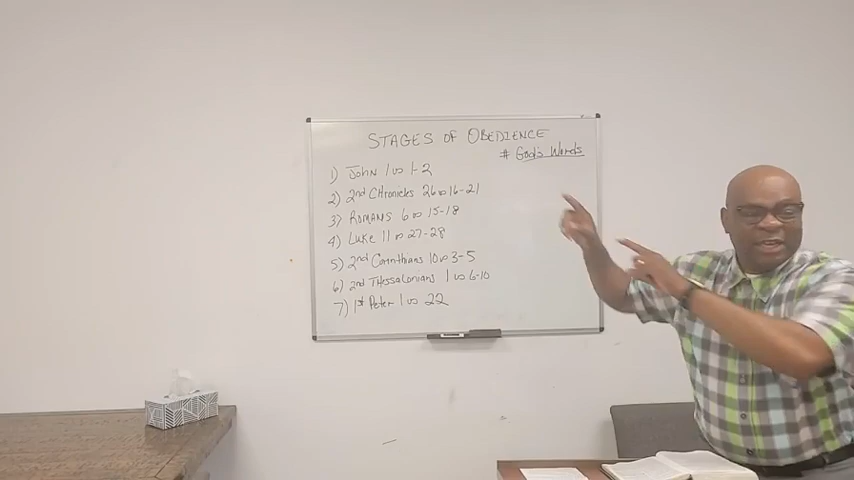 STAGES OF OBEDIENCE
# God's Words
1) John 1 vs 1-2
2) 2nd CHronicles 26 vs 16-21
3) ROMANS 6 vs 15-18
4) Luke 11 vs 27-28
5) 2nd Corinthians 10 vs 3-5
6) 2nd THessalonians 1 vs 6-10
7) 1st Peter 1 vs 22